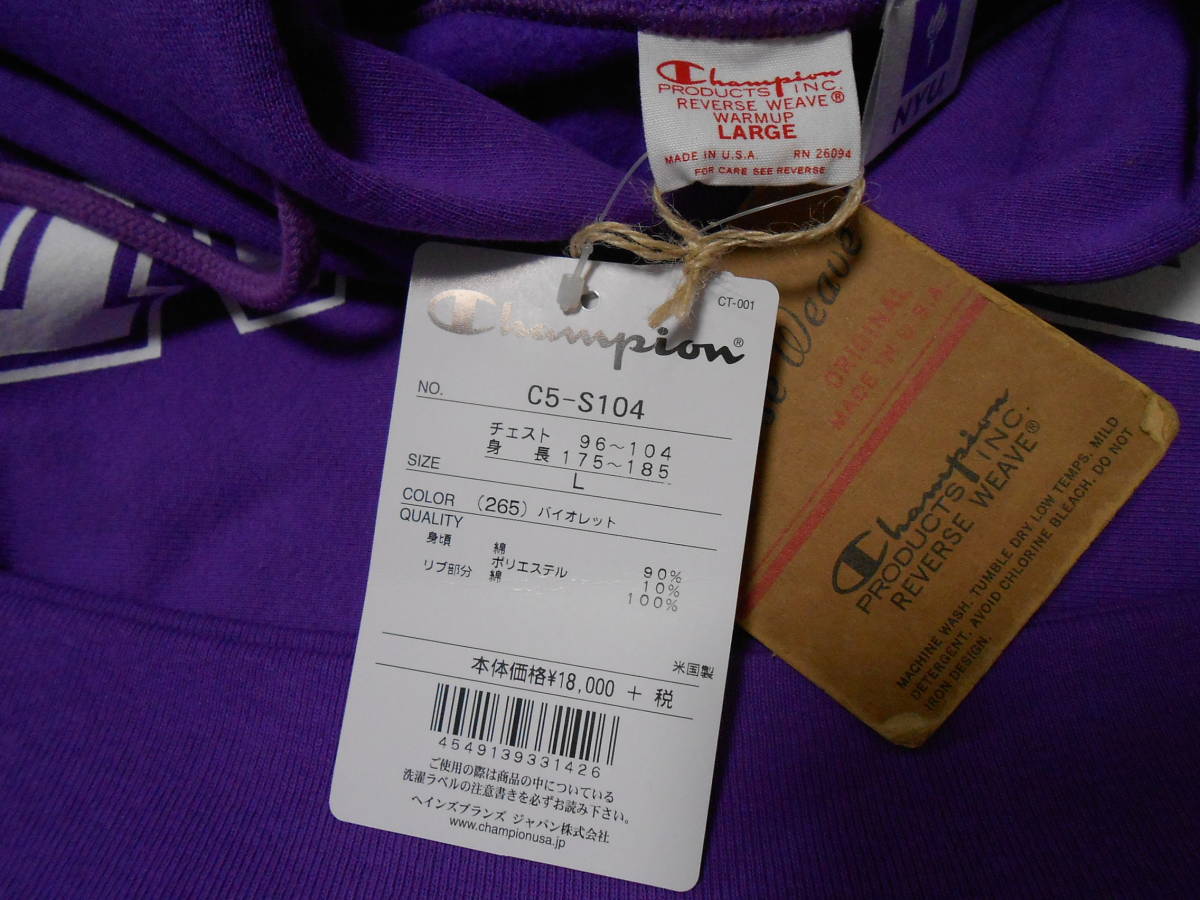 Champion
PRODUCTS INC.
REVERSE WEAVE®
WARMUP
LARGE
MADE IN U.S.A. RN 26094
FOR CARE SEE REVERSE
NYU
CT-001
Champion®
NO. C5-S104
チェスト 96～104
身 長 175～185
SIZE L
COLOR (265) バイオレット
QUALITY
身頃 綿 90%
ポリエステル 10%
リブ部分 綿 100%
米国製
本体価格¥18,000 + 税
4549139331426
ご使用の際は商品の中についている
洗濯ラベルの注意書きを必ずお読み下さい。
ヘインズブランズ ジャパン株式会社
www.championusa.jp
Weave
ORIGINAL
MADE IN U.S.A
Champion
PRODUCTS INC.
REVERSE WEAVE®
MACHINE WASH. TUMBLE DRY LOW TEMPS. MILD
DETERGENT. AVOID CHLORINE BLEACH. DO NOT
IRON DESIGN.